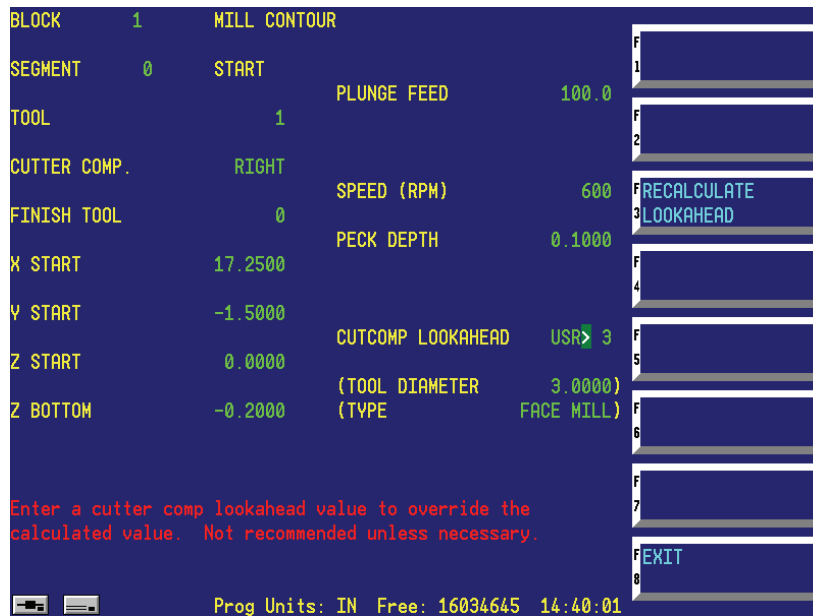 BLOCK 1 MILL CONTOUR
SEGMENT 0 START
PLUNGE FEED 100.0
TOOL 1
CUTTER COMP. RIGHT
SPEED (RPM) 600
FINISH TOOL 0
PECK DEPTH 0.1000
X START 17.2500
Y START -1.5000
CUTCOMP LOOKAHEAD USR> 3
Z START 0.0000
(TOOL DIAMETER 3.0000)
Z BOTTOM -0.2000
(TYPE FACE MILL)
Enter a cutter comp lookahead value to override the
calculated value. Not recommended unless necessary.
Prog Units: IN Free: 16034645 14:40:01
F1
F2
F3 RECALCULATE
LOOKAHEAD
F4
F5
F6
F7
F8 EXIT